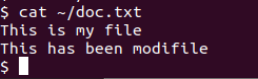 $ cat ~/doc.txt
This is my file
This has been modifile
$